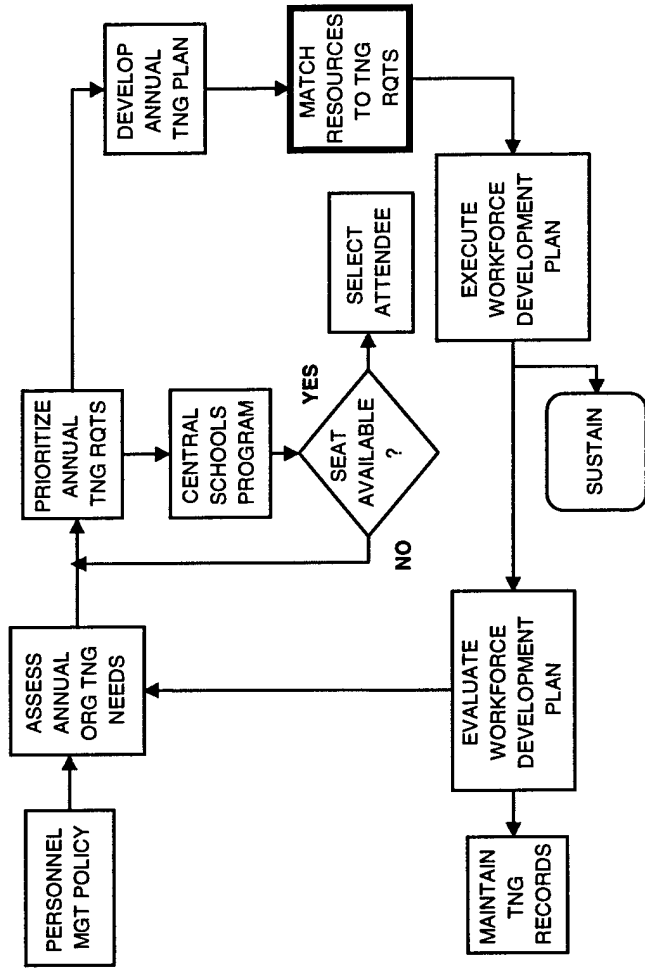 PERSONNEL
MGT POLICY
ASSESS
ANNUAL
ORG TNG
NEEDS
PRIORITIZE
ANNUAL
TNG RQTS
DEVELOP
ANNUAL
TNG PLAN
CENTRAL
SCHOOLS
PROGRAM
MATCH
RESOURCES
TO TNG
RQTS
SEAT
AVAILABLE
?
YES
NO
SELECT
ATTENDEE
EXECUTE
WORKFORCE
DEVELOPMENT
PLAN
SUSTAIN
EVALUATE
WORKFORCE
DEVELOPMENT
PLAN
MAINTAIN
TNG
RECORDS